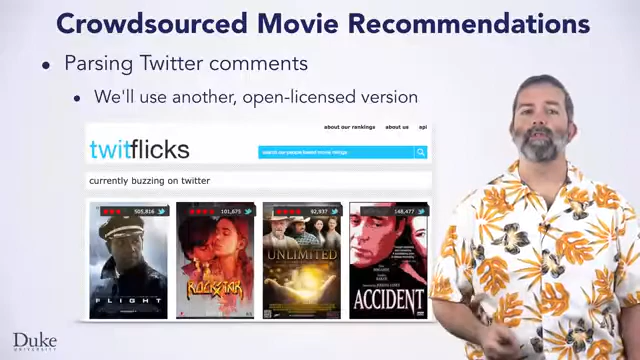 Crowdsourced Movie Recommendations
• Parsing Twitter comments
• We'll use another, open-licensed version
about our rankings about us api
twitflicks
search our people based movie ratings
currently buzzing on twitter
505,816 101,675 92,937 148,477
FLIGHT
ROCKSTAR
UNLIMITED
ACCIDENT
Duke
UNIVERSITY